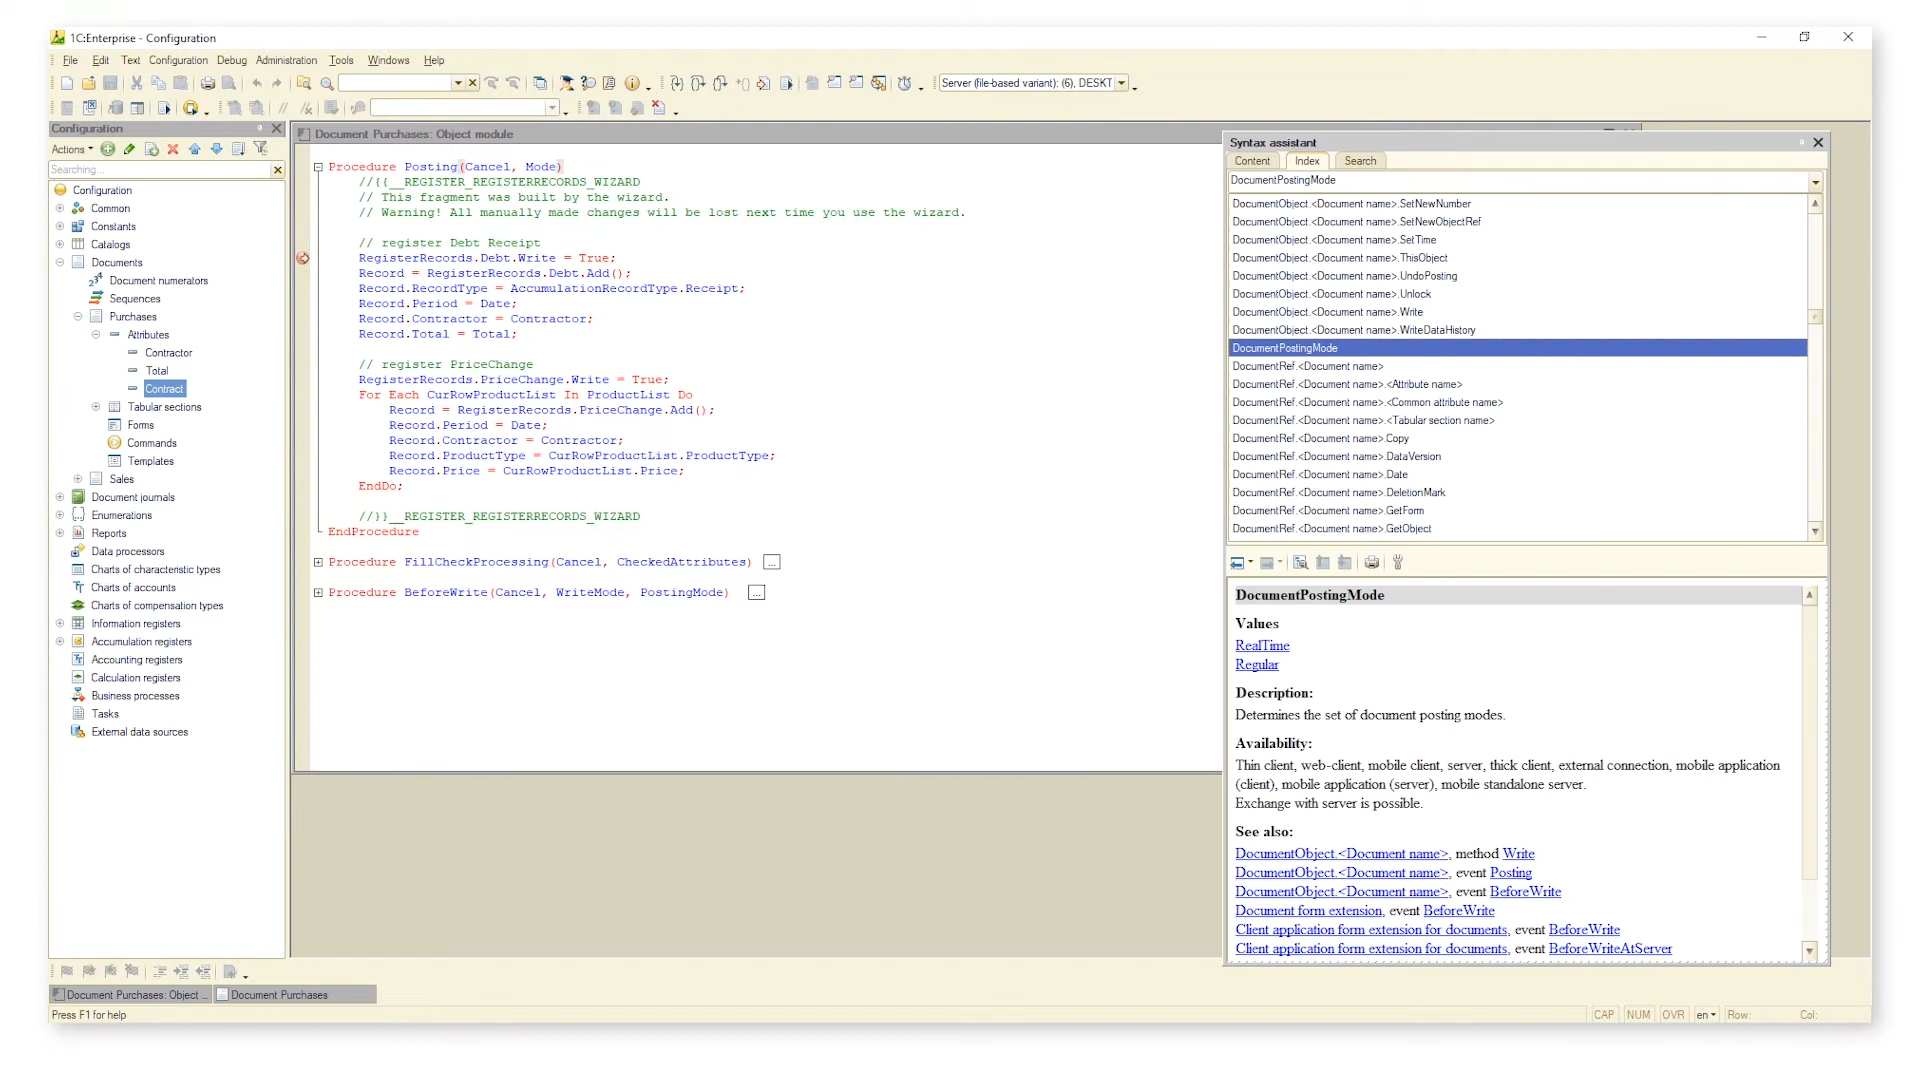 1C:Enterprise - Configuration
File Edit Text Configuration Debug Administration Tools Windows Help
Server (file-based variant): (6), DESKT
Configuration
Actions
Searching...
Configuration
Common
Constants
Catalogs
Documents
Document numerators
Sequences
Purchases
Attributes
Contractor
Total
Contract
Tabular sections
Forms
Commands
Templates
Sales
Document journals
Enumerations
Reports
Data processors
Charts of characteristic types
Charts of accounts
Charts of compensation types
Information registers
Accumulation registers
Accounting registers
Calculation registers
Business processes
Tasks
External data sources
Document Purchases: Object module
Procedure Posting(Cancel, Mode)
//{{__REGISTER_REGISTERRECORDS_WIZARD
// This fragment was built by the wizard.
// Warning! All manually made changes will be lost next time you use the wizard.
// register Debt Receipt
RegisterRecords.Debt.Write = True;
Record = RegisterRecords.Debt.Add();
Record.RecordType = AccumulationRecordType.Receipt;
Record.Period = Date;
Record.Contractor = Contractor;
Record.Total = Total;
// register PriceChange
RegisterRecords.PriceChange.Write = True;
For Each CurRowProductList In ProductList Do
Record = RegisterRecords.PriceChange.Add();
Record.Period = Date;
Record.Contractor = Contractor;
Record.ProductType = CurRowProductList.ProductType;
Record.Price = CurRowProductList.Price;
EndDo;
//}}__REGISTER_REGISTERRECORDS_WIZARD
EndProcedure
Procedure FillCheckProcessing(Cancel, CheckedAttributes) ...
Procedure BeforeWrite(Cancel, WriteMode, PostingMode) ...
Syntax assistant
Content Index Search
DocumentPostingMode
DocumentObject.<Document name>.SetNewNumber
DocumentObject.<Document name>.SetNewObjectRef
DocumentObject.<Document name>.SetTime
DocumentObject.<Document name>.ThisObject
DocumentObject.<Document name>.UndoPosting
DocumentObject.<Document name>.Unlock
DocumentObject.<Document name>.Write
DocumentObject.<Document name>.WriteDataHistory
DocumentPostingMode
DocumentRef.<Document name>
DocumentRef.<Document name>.<Attribute name>
DocumentRef.<Document name>.<Common attribute name>
DocumentRef.<Document name>.<Tabular section name>
DocumentRef.<Document name>.Copy
DocumentRef.<Document name>.DataVersion
DocumentRef.<Document name>.Date
DocumentRef.<Document name>.DeletionMark
DocumentRef.<Document name>.GetForm
DocumentRef.<Document name>.GetObject
DocumentPostingMode
Values
RealTime
Regular
Description:
Determines the set of document posting modes.
Availability:
Thin client, web-client, mobile client, server, thick client, external connection, mobile application
(client), mobile application (server), mobile standalone server.
Exchange with server is possible.
See also:
DocumentObject.<Document name>, method Write
DocumentObject.<Document name>, event Posting
DocumentObject.<Document name>, event BeforeWrite
Document form extension, event BeforeWrite
Client application form extension for documents, event BeforeWrite
Client application form extension for documents, event BeforeWriteAtServer
Document Purchases: Object ... Document Purchases
Press F1 for help
CAP NUM OVR en Row: Col: